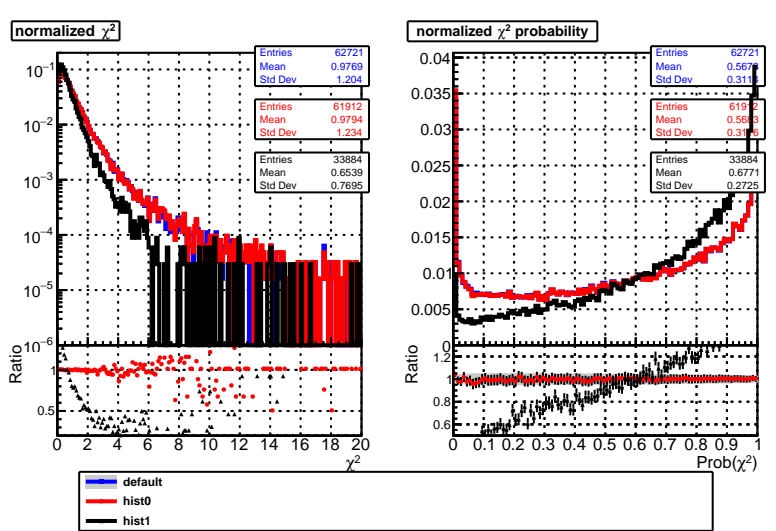 normalized χ²
Entries 62721
Mean 0.9769
Std Dev 1.204
Entries 61912
Mean 0.9794
Std Dev 1.234
Entries 33884
Mean 0.6539
Std Dev 0.7695
10⁻¹
10⁻²
10⁻³
10⁻⁴
10⁻⁵
10⁻⁶
Ratio
1
0.5
0 2 4 6 8 10 12 14 16 18 20
χ²
normalized χ² probability
Entries 62721
Mean
Std Dev
Entries
Mean
Std Dev
Entries 33884
Mean 0.6771
Std Dev 0.2725
0.04
0.035
0.03
0.025
0.02
0.015
0.01
0.005
0
Ratio
1.2
1
0.8
0.6
0 0.1 0.2 0.3 0.4 0.5 0.6 0.7 0.8 0.9 1
Prob(χ²)
default
hist0
hist1